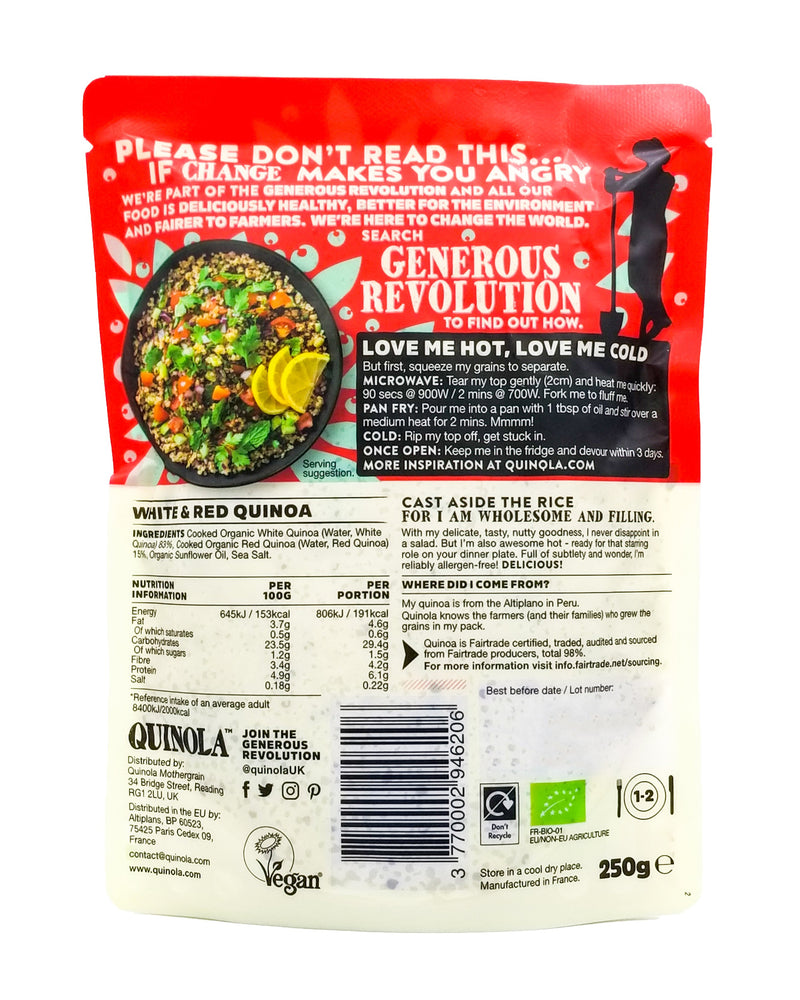 PLEASE DON'T READ THIS...
IF CHANGE MAKES YOU ANGRY
WE'RE PART OF THE GENEROUS REVOLUTION AND ALL OUR
FOOD IS DELICIOUSLY HEALTHY, BETTER FOR THE ENVIRONMENT
AND FAIRER TO FARMERS. WE'RE HERE TO CHANGE THE WORLD.
SEARCH
GENEROUS
REVOLUTION
TO FIND OUT HOW.
LOVE ME HOT, LOVE ME COLD
But first, squeeze my grains to separate.
MICROWAVE: Tear my top gently (2cm) and heat me quickly:
90 secs @ 900W / 2 mins @ 700W. Fork me to fluff me.
PAN FRY: Pour me into a pan with 1 tbsp of oil and stir over a
medium heat for 2 mins. Mmmm!
COLD: Rip my top off, get stuck in.
ONCE OPEN: Keep me in the fridge and devour within 3 days.
MORE INSPIRATION AT QUINOLA.COM
Serving
suggestion.
WHITE & RED QUINOA
INGREDIENTS Cooked Organic White Quinoa (Water, White
Quinoa) 83%, Cooked Organic Red Quinoa (Water, Red Quinoa)
15%, Organic Sunflower Oil, Sea Salt.
NUTRITION INFORMATION PER 100G PER PORTION
Energy 645kJ / 153kcal 806kJ / 191kcal
Fat 3.7g 4.6g
Of which saturates 0.5g 0.6g
Carbohydrates 23.5g 29.4g
Of which sugars 1.2g 1.5g
Fibre 3.4g 4.2g
Protein 4.9g 6.1g
Salt 0.18g 0.22g
*Reference intake of an average adult
8400kJ/2000kcal
CAST ASIDE THE RICE
FOR I AM WHOLESOME AND FILLING.
With my delicate, tasty, nutty goodness, I never disappoint in
a salad. But I'm also awesome hot - ready for that starring
role on your dinner plate. Full of subtlety and wonder, I'm
reliably allergen-free! DELICIOUS!
WHERE DID I COME FROM?
My quinoa is from the Altiplano in Peru.
Quinola knows the farmers (and their families) who grew the
grains in my pack.
Quinoa is Fairtrade certified, traded, audited and sourced
from Fairtrade producers, total 98%.
For more information visit info.fairtrade.net/sourcing.
Best before date / Lot number:
QUINOLA™
Distributed by:
Quinola Mothergrain
34 Bridge Street, Reading
RG1 2LU, UK
Distributed in the EU by:
Altiplans, BP 60523,
75425 Paris Cedex 09,
France
contact@quinola.com
www.quinola.com
JOIN THE
GENEROUS
REVOLUTION
@quinolaUK
Vegan
3 770002 946206
Don't
Recycle
FR-BIO-01
EU/NON-EU AGRICULTURE
1-2
Store in a cool dry place.
Manufactured in France.
250g e